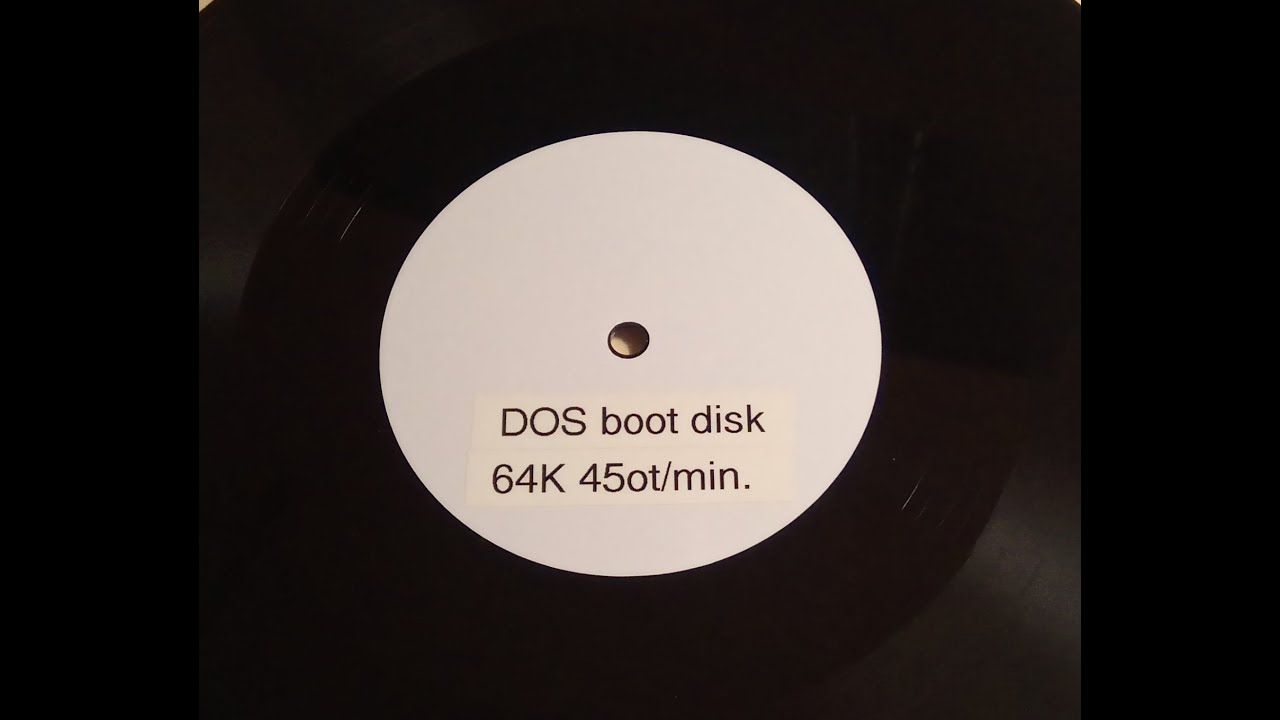 DOS boot disk
64K 45ot/min.